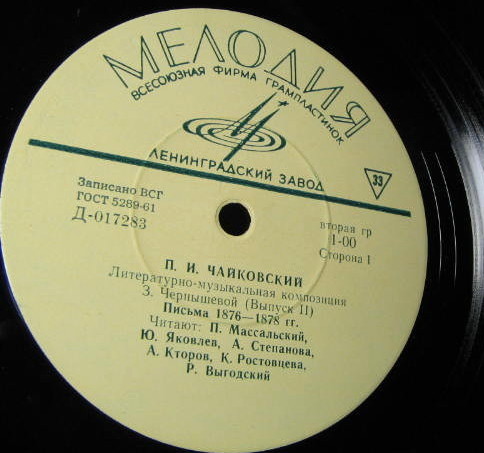 МЕЛОДИЯ
ВСЕСОЮЗНАЯ ФИРМА ГРАМПЛАСТИНОК
ЛЕНИНГРАДСКИЙ ЗАВОД
33
Записано ВСГ
ГОСТ 5289-61
Д-017283
вторая гр
1-00
Сторона 1
П. И. ЧАЙКОВСКИЙ
Литературно-музыкальная композиция
З. Чернышевой (Выпуск II)
Письма 1876—1878 гг.
Читают: П. Массальский,
Ю. Яковлев, А. Степанова,
А. Кторов, К. Ростовцева,
Р. Выгодский